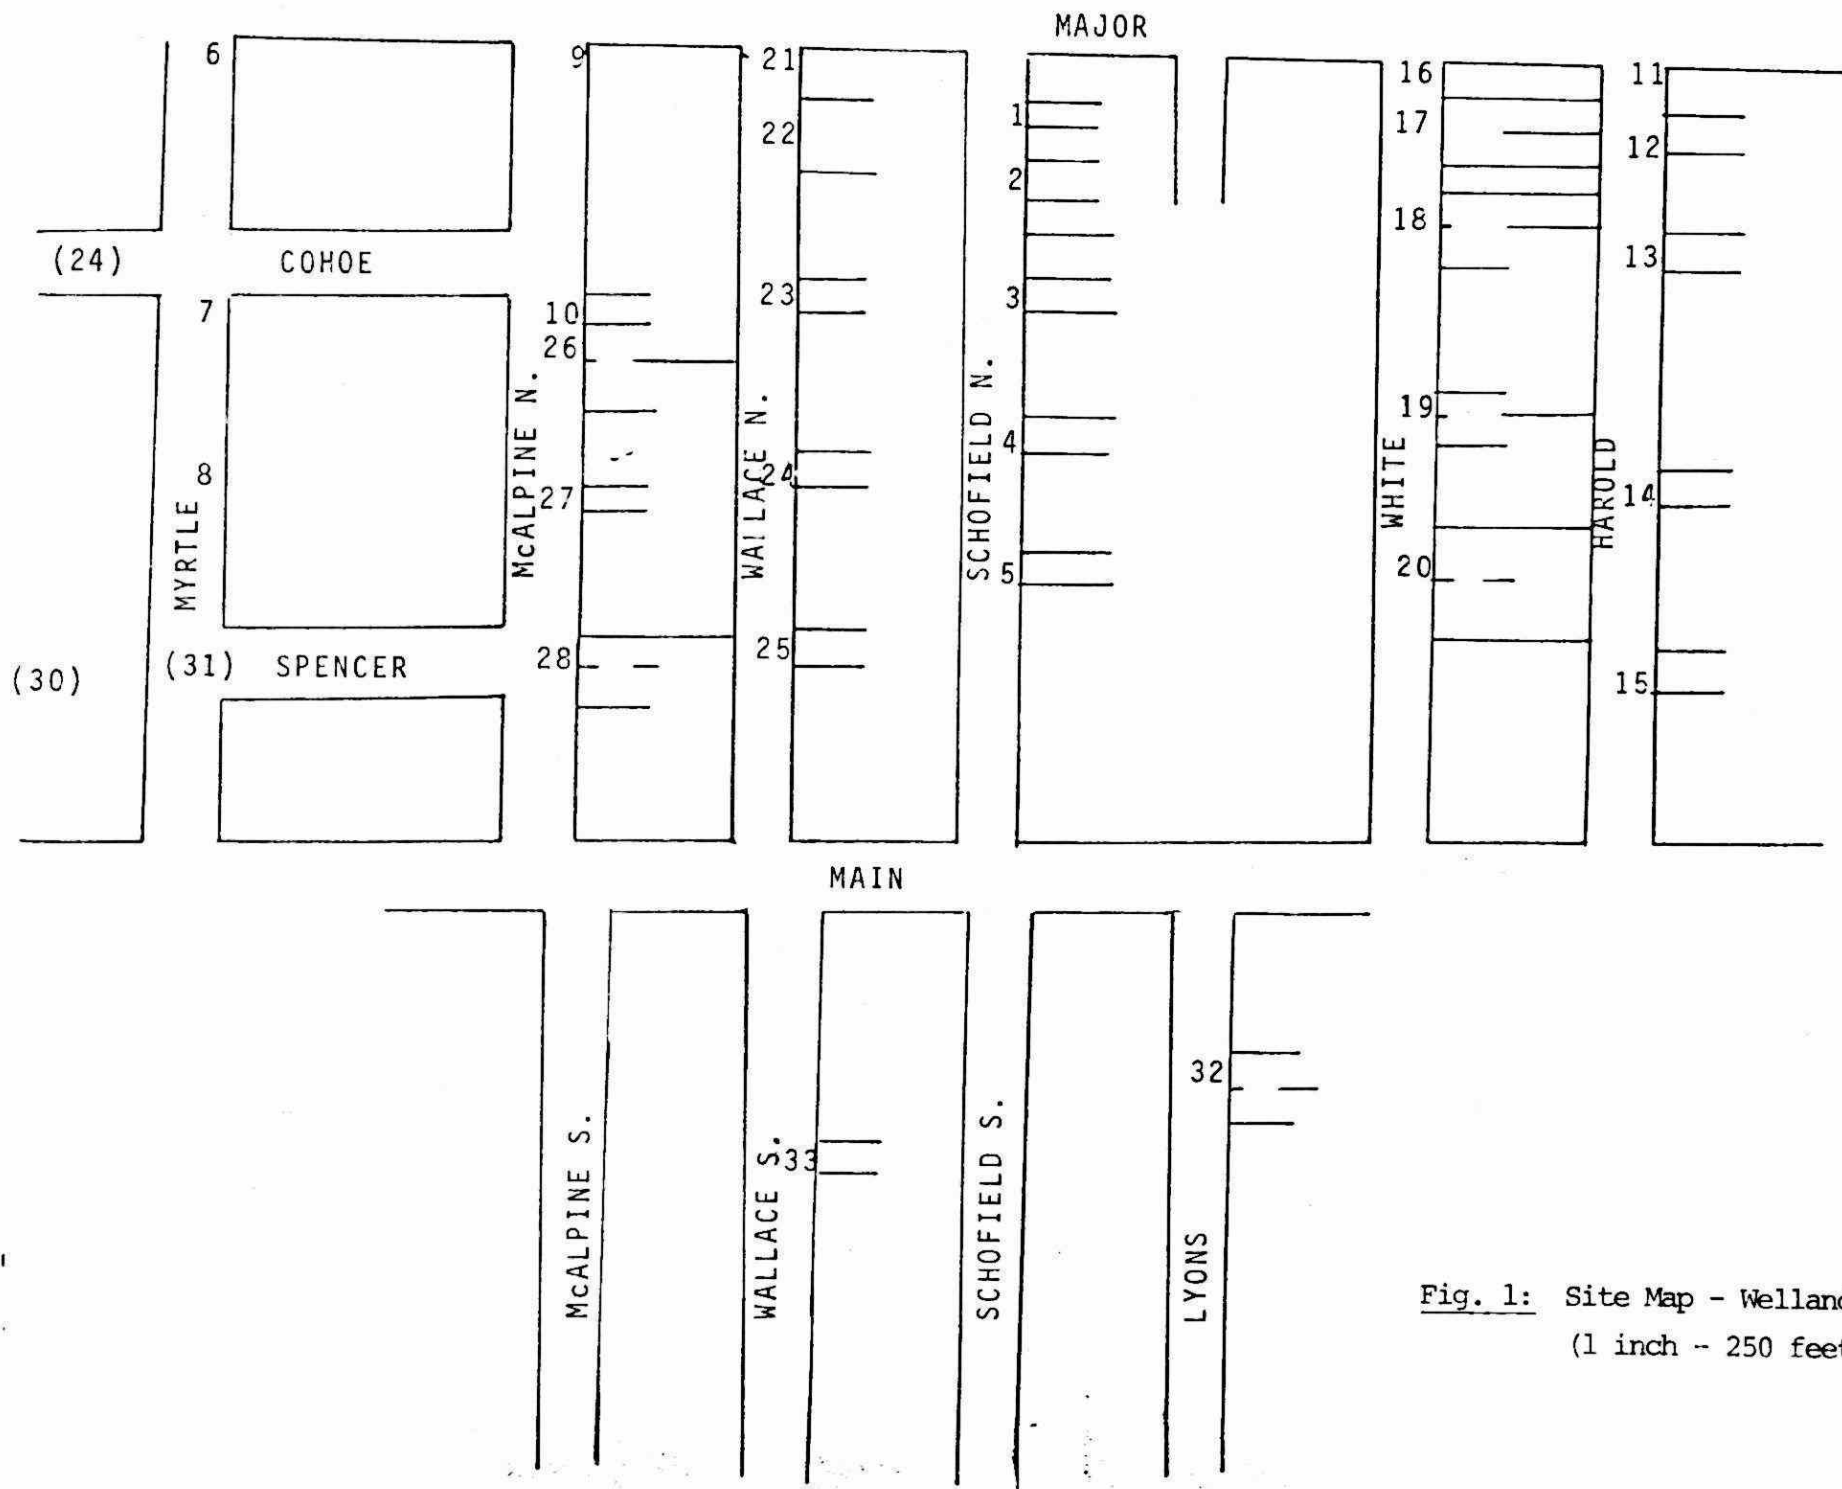 MAJOR
6
9
21
16
11
1
22
17
12
2
18
(24)
COHOE
13
7
10
23
3
26
McALPINE N.
WALLACE N.
SCHOFIELD N.
19
4
WHITE
HAROLD
8
24
27
14
MYRTLE
5
20
(30)
(31)
SPENCER
28
25
15
MAIN
32
33
McALPINE S.
WALLACE S.
SCHOFIELD S.
LYONS
Fig. 1: Site Map - Welland
(1 inch - 250 feet